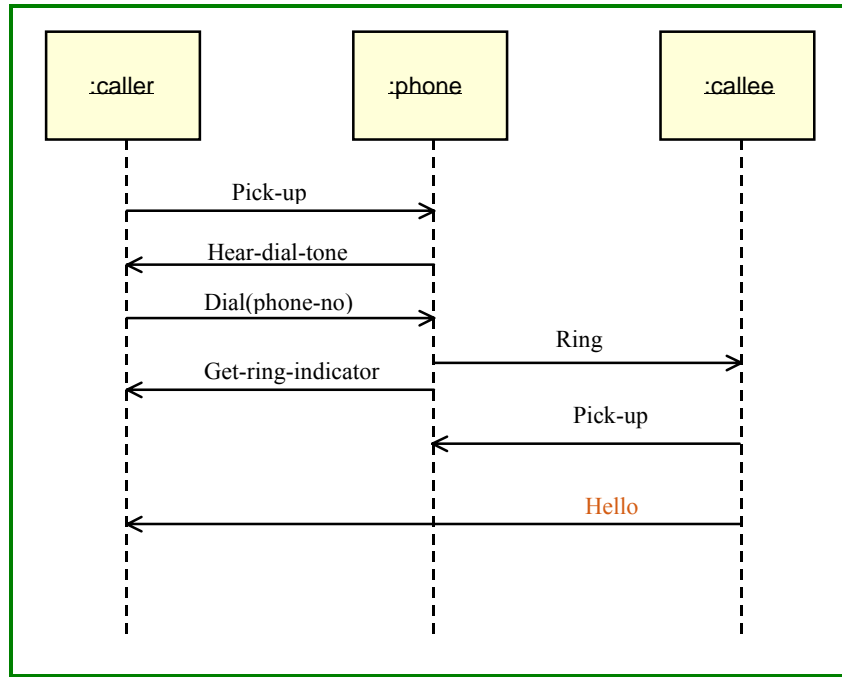 :caller
:phone
:callee
Pick-up
Hear-dial-tone
Dial(phone-no)
Ring
Get-ring-indicator
Pick-up
Hello